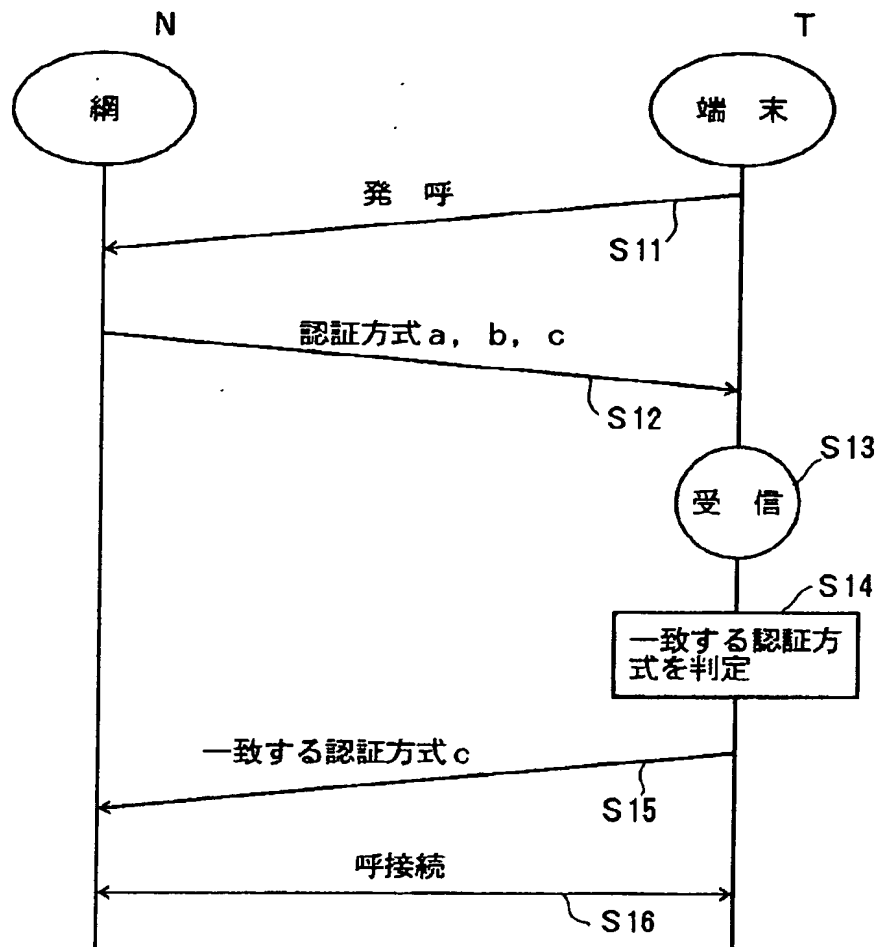 N
T
網
端 末
発 呼
S11
認証方式a, b, c
S12
S13
受 信
S14
一致する認証方
式を判定
一致する認証方式c
S15
呼接続
S16